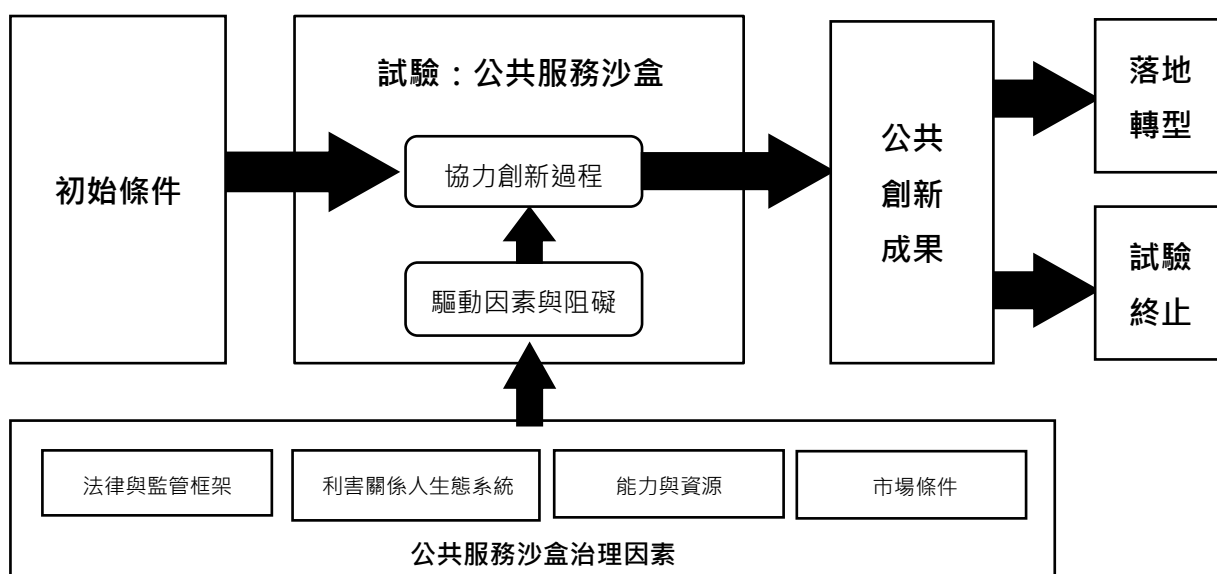 初始條件
試驗：公共服務沙盒
協力創新過程
驅動因素與阻礙
公共
創新
成果
落地
轉型
試驗
終止
法律與監管框架
利害關係人生態系統
能力與資源
市場條件
公共服務沙盒治理因素